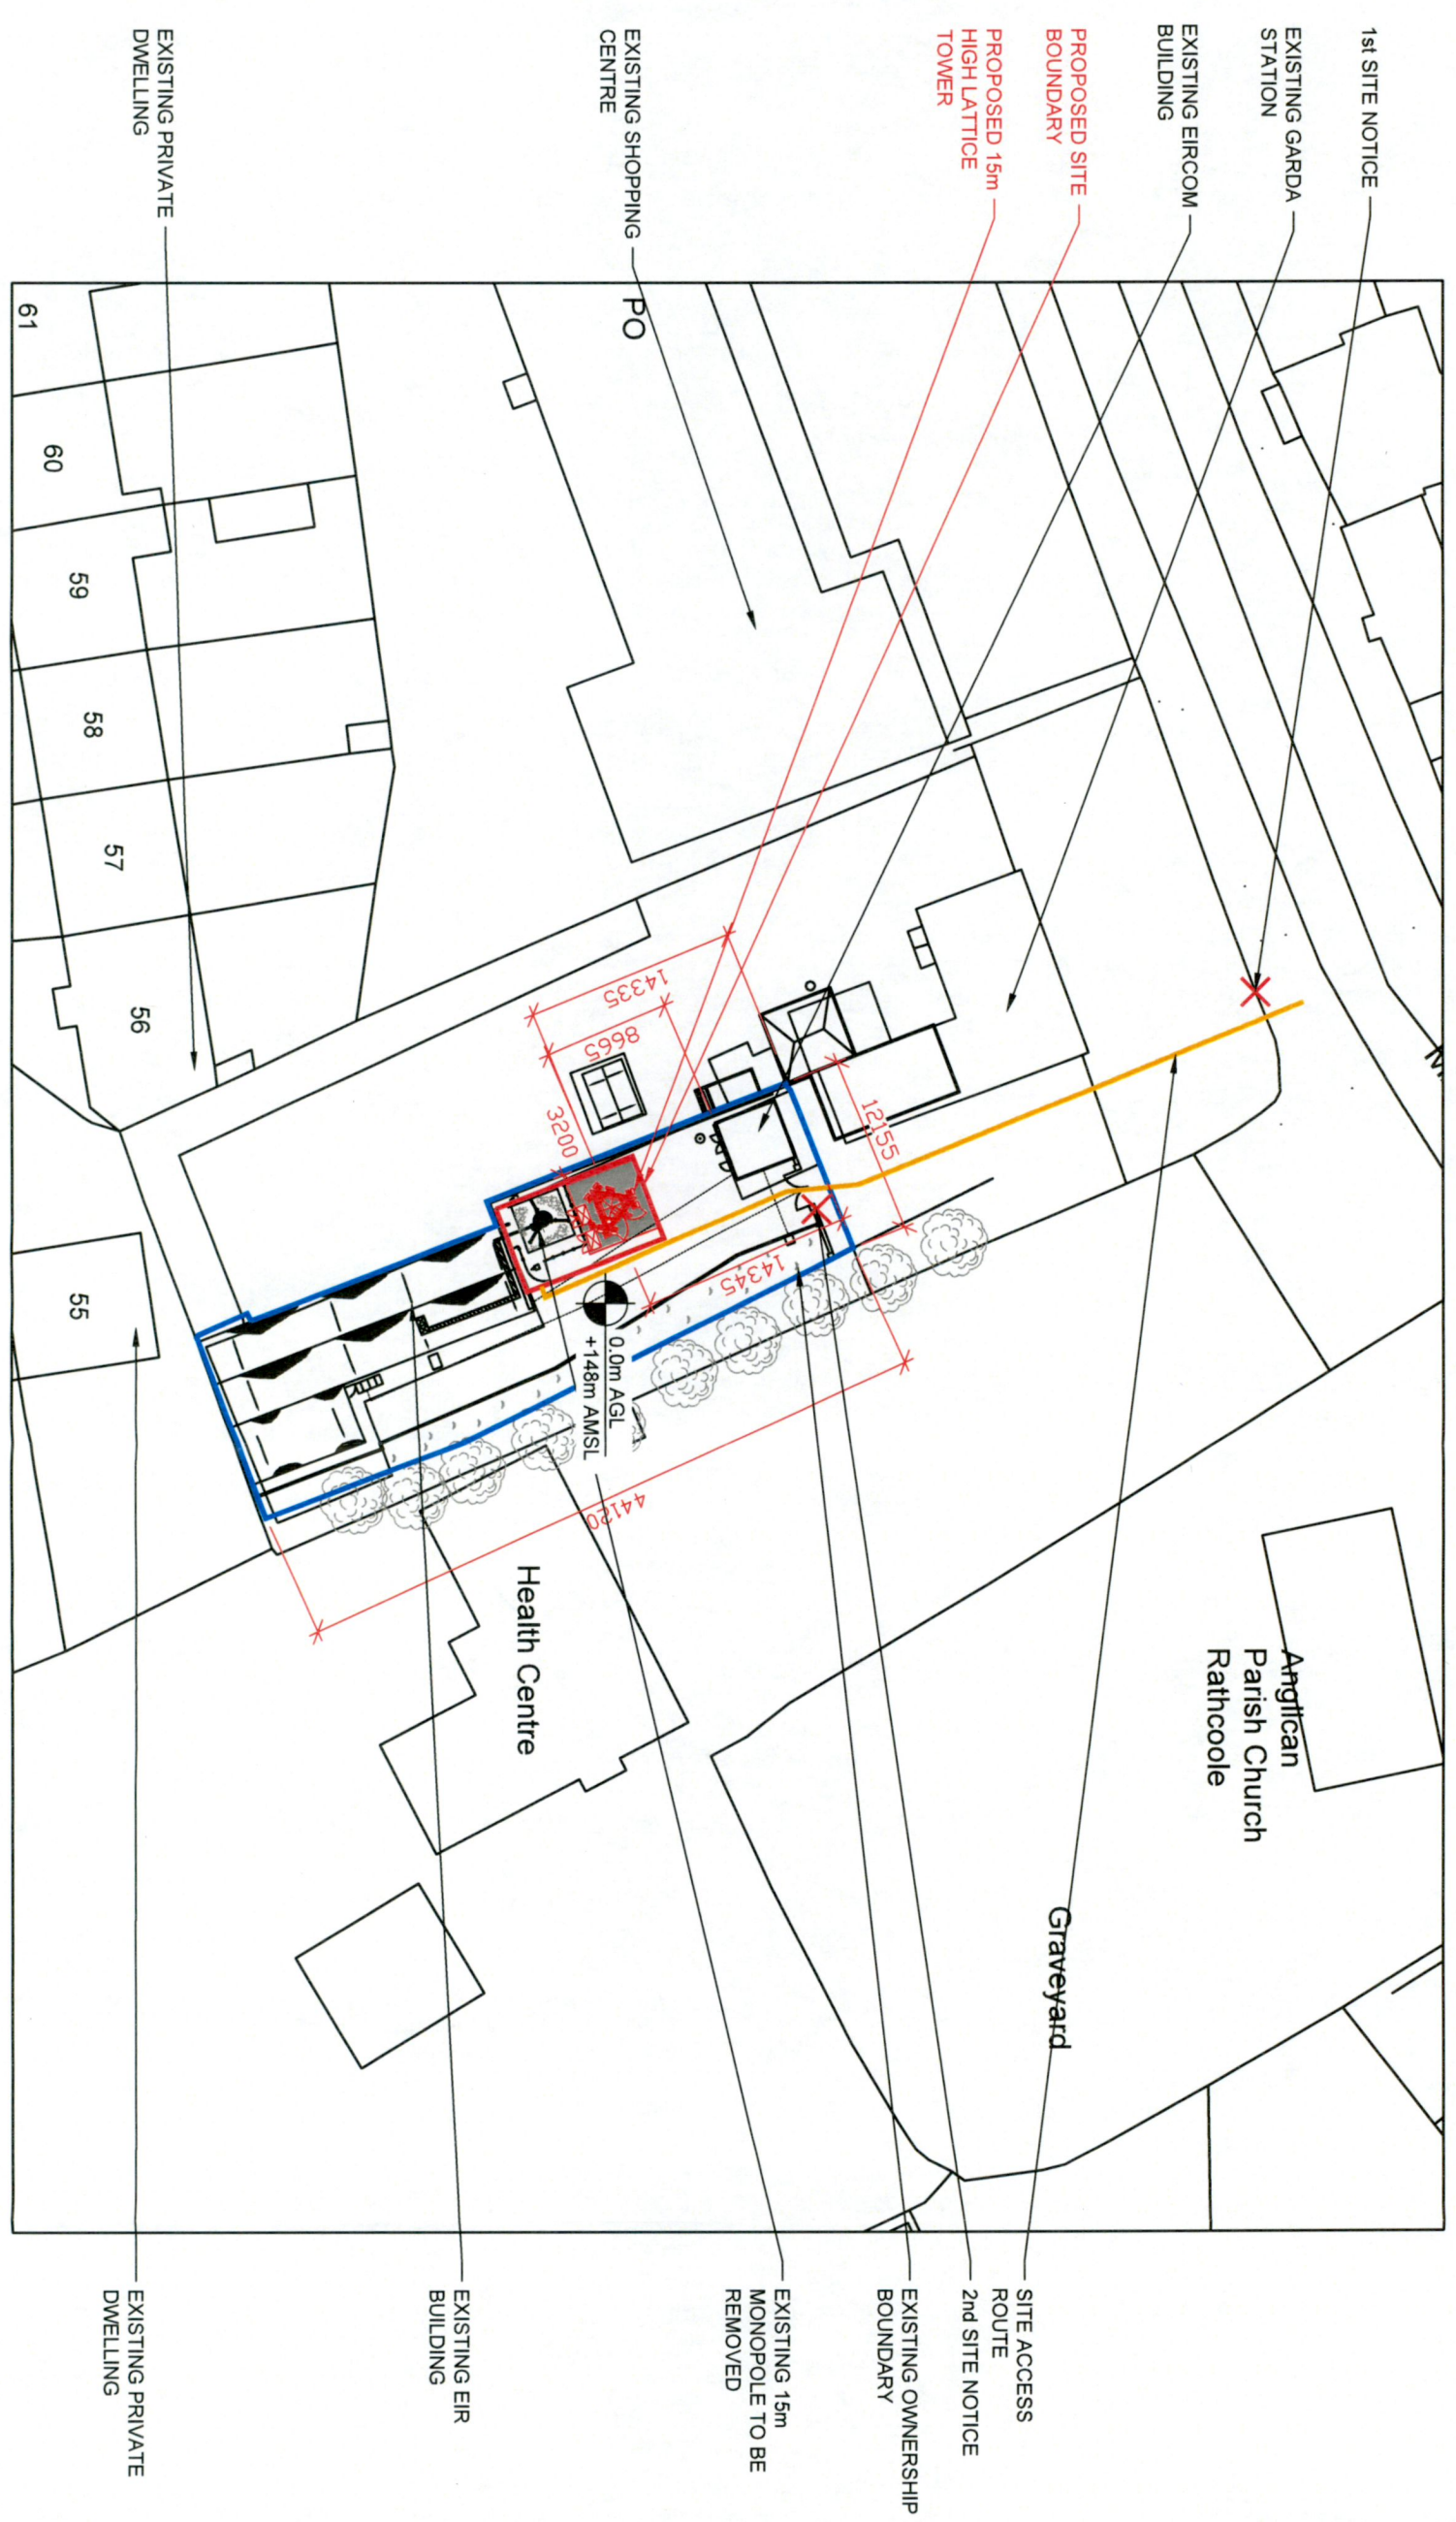 1st SITE NOTICE
EXISTING GARDA
STATION
EXISTING EIRCOM
BUILDING
PROPOSED SITE
BOUNDARY
PROPOSED 15m
HIGH LATTICE
TOWER
EXISTING SHOPPING
CENTRE
EXISTING PRIVATE
DWELLING
PO
61
60
59
58
57
56
55
14335
8665
3200
12155
14345
44120
0.0m AGL
+148m AMSL
Health Centre
Anglican
Parish Church
Rathcoole
Graveyard
SITE ACCESS
ROUTE
2nd SITE NOTICE
EXISTING OWNERSHIP
BOUNDARY
EXISTING 15m
MONOPOLE TO BE
REMOVED
EXISTING EIR
BUILDING
EXISTING PRIVATE
DWELLING